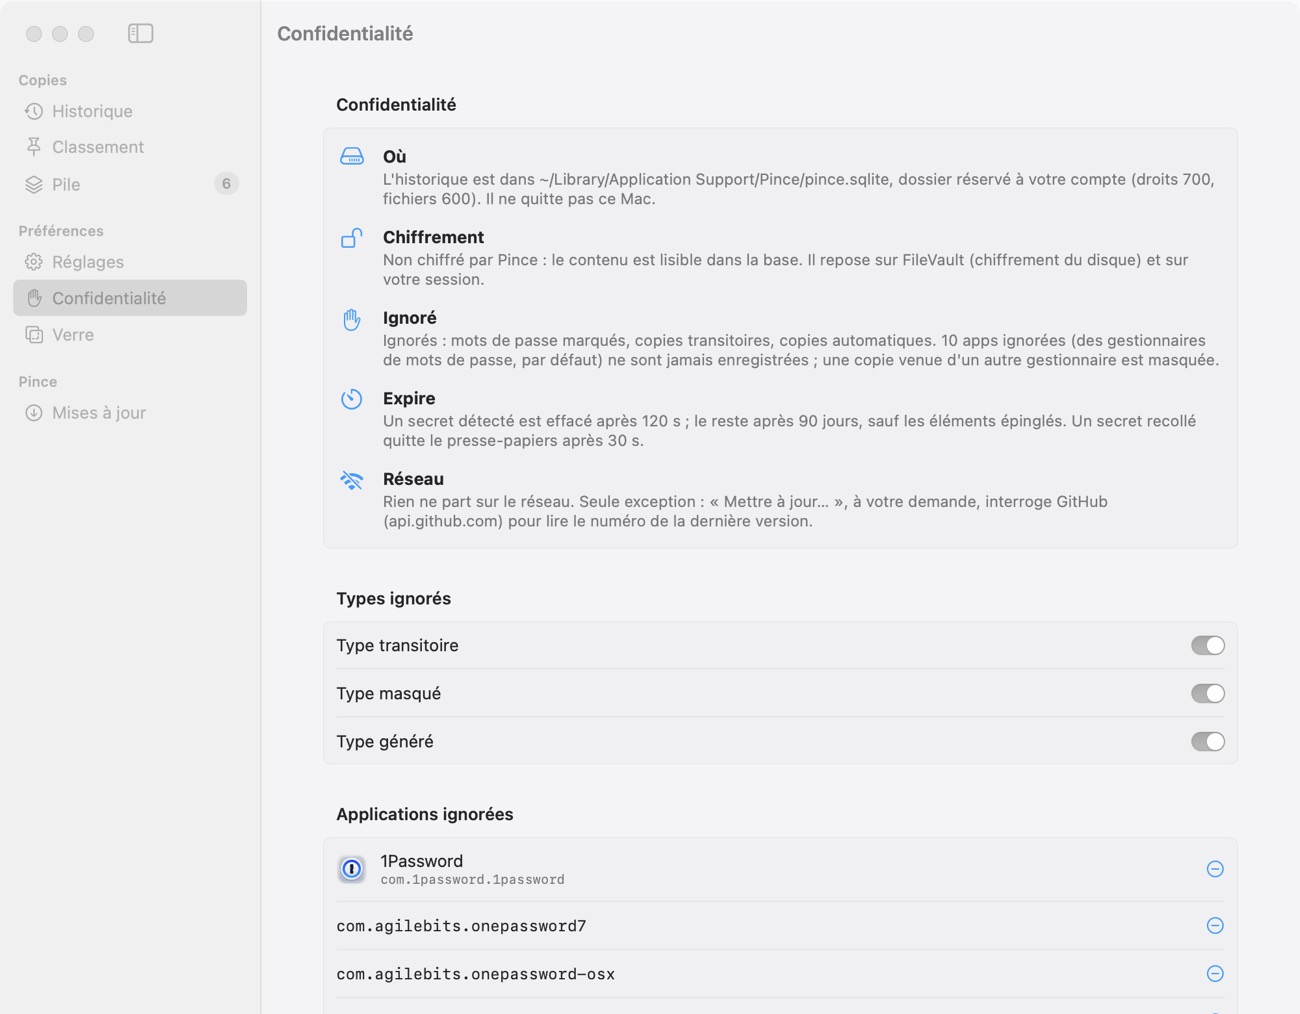 Confidentialité
Copies
Historique
Classement
Pile
6
Préférences
Réglages
Confidentialité
Verre
Pince
Mises à jour
Confidentialité
Où
L'historique est dans ~/Library/Application Support/Pince/pince.sqlite, dossier réservé à votre compte (droits 700,
fichiers 600). Il ne quitte pas ce Mac.
Chiffrement
Non chiffré par Pince : le contenu est lisible dans la base. Il repose sur FileVault (chiffrement du disque) et sur
votre session.
Ignoré
Ignorés : mots de passe marqués, copies transitoires, copies automatiques. 10 apps ignorées (des gestionnaires
de mots de passe, par défaut) ne sont jamais enregistrées ; une copie venue d'un autre gestionnaire est masquée.
Expire
Un secret détecté est effacé après 120 s ; le reste après 90 jours, sauf les éléments épinglés. Un secret recollé
quitte le presse-papiers après 30 s.
Réseau
Rien ne part sur le réseau. Seule exception : « Mettre à jour… », à votre demande, interroge GitHub
(api.github.com) pour lire le numéro de la dernière version.
Types ignorés
Type transitoire
Type masqué
Type généré
Applications ignorées
1Password
com.1password.1password
com.agilebits.onepassword7
com.agilebits.onepassword-osx